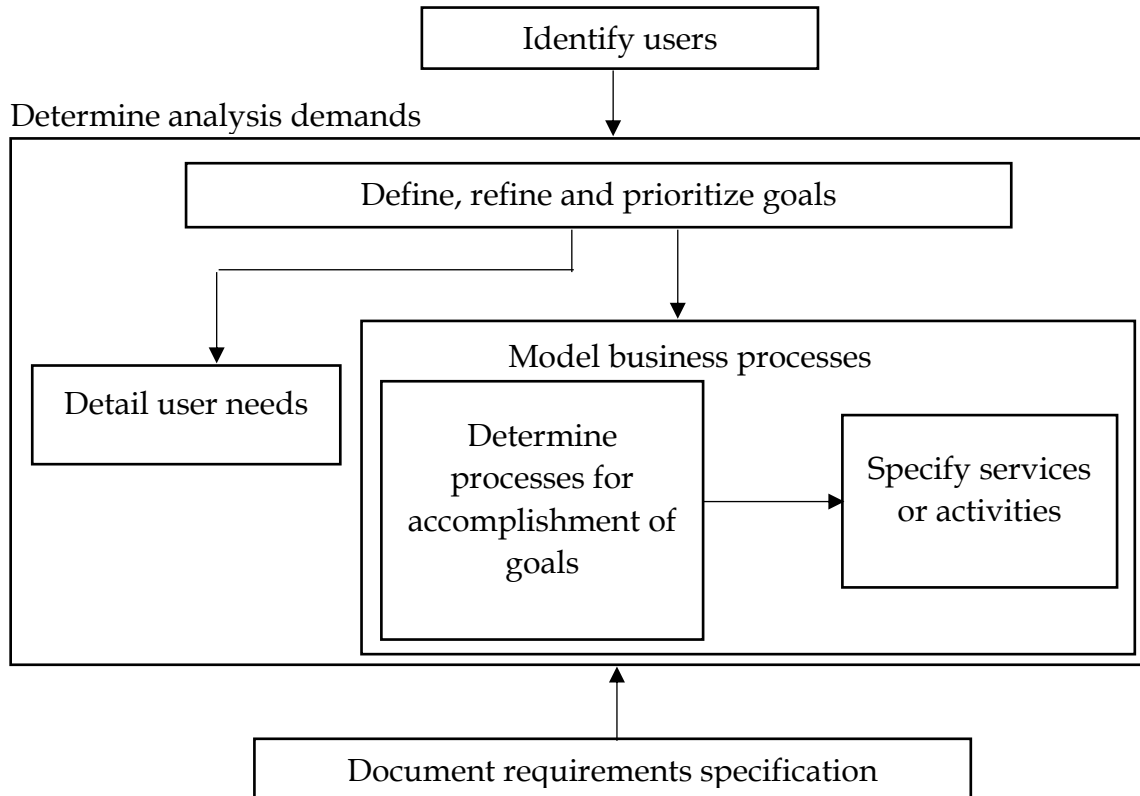 Identify users
Determine analysis demands
Define, refine and prioritize goals
Model business processes
Detail user needs
Determine
processes for
accomplishment of
goals
Specify services
or activities
Document requirements specification